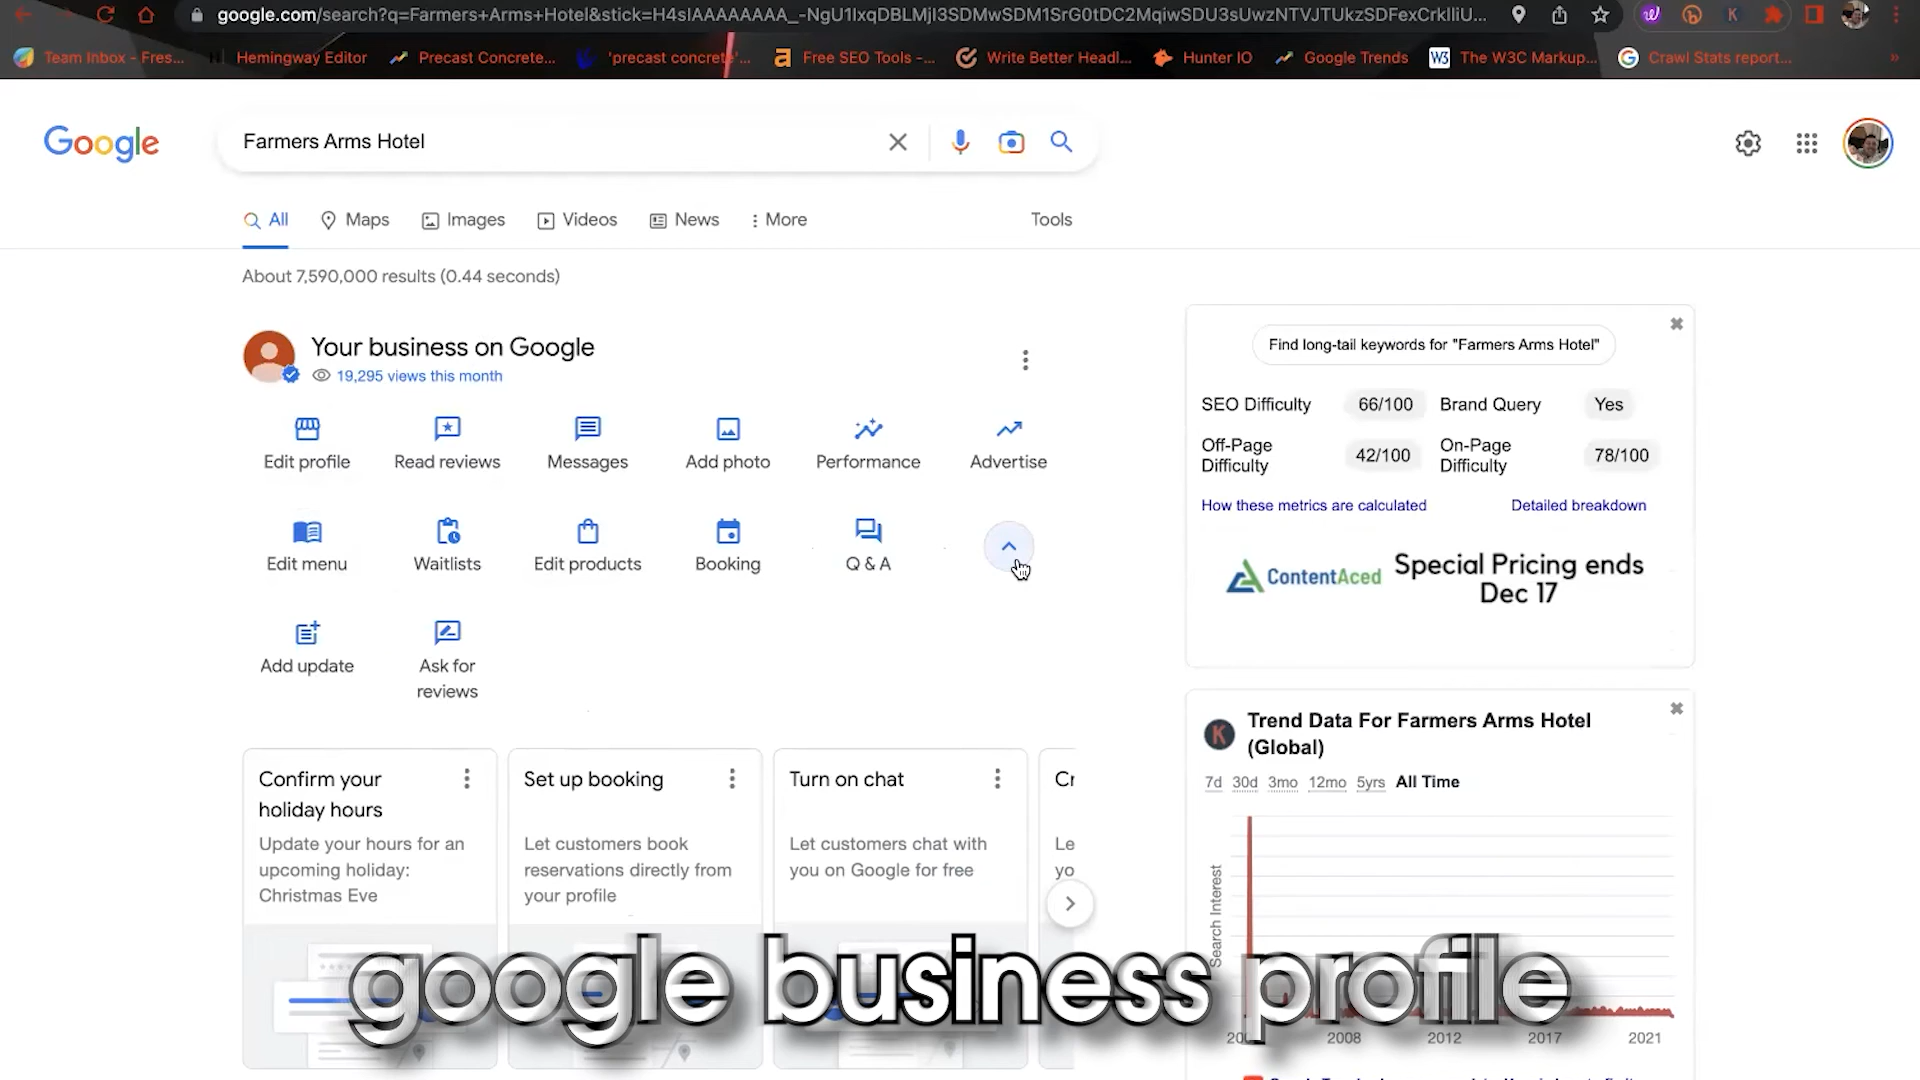 google.com/search?q=Farmers+Arms+Hotel&stick=
Team Inbox - Fres...
Hemingway Editor
Precast Concrete...
'precast concrete'...
Free SEO Tools -...
Write Better Headl...
Hunter IO
Google Trends
The W3C Markup...
Crawl Stats report...
Google
Farmers Arms Hotel
All
Maps
Images
Videos
News
More
Tools
About 7,590,000 results (0.44 seconds)
Your business on Google
19,295 views this month
Edit profile
Read reviews
Messages
Add photo
Performance
Advertise
Edit menu
Waitlists
Edit products
Booking
Q & A
Add update
Ask for
reviews
Confirm your
holiday hours
Update your hours for an
upcoming holiday:
Christmas Eve
Set up booking
Let customers book
reservations directly from
your profile
Turn on chat
Let customers chat with
you on Google for free
Cr
Le
yo
Find long-tail keywords for "Farmers Arms Hotel"
SEO Difficulty
66/100
Brand Query
Yes
Off-Page
Difficulty
42/100
On-Page
Difficulty
78/100
How these metrics are calculated
Detailed breakdown
ContentAced
Special Pricing ends
Dec 17
K
Trend Data For Farmers Arms Hotel
(Global)
7d
30d
3mo
12mo
5yrs
All Time
Search Interest
2008
2012
2017
2021
google business profile